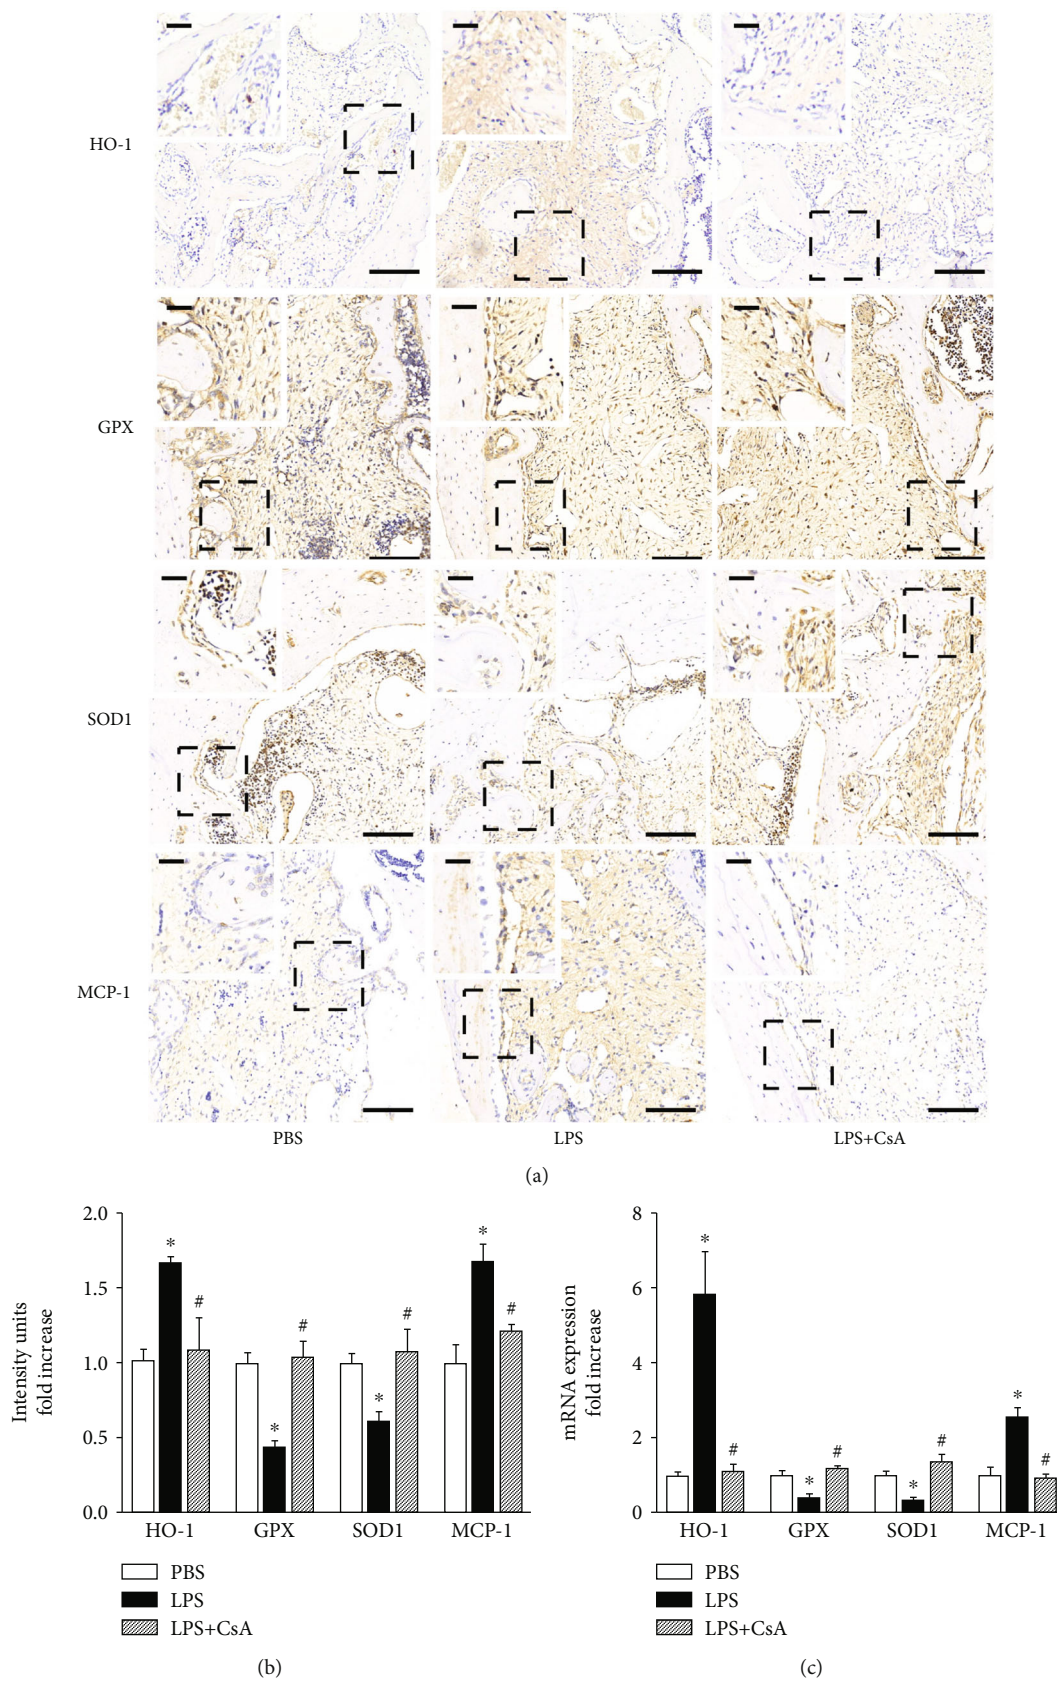 HO-1
GPX
SOD1
MCP-1
PBS LPS LPS+CsA
(a)
Intensity units
fold increase
2.0
1.5
1.0
0.5
0.0
* # * # * # * #
HO-1 GPX SOD1 MCP-1
PBS
LPS
LPS+CsA
(b)
mRNA expression
fold increase
8
6
4
2
0
* # * # * # * #
HO-1 GPX SOD1 MCP-1
PBS
LPS
LPS+CsA
(c)